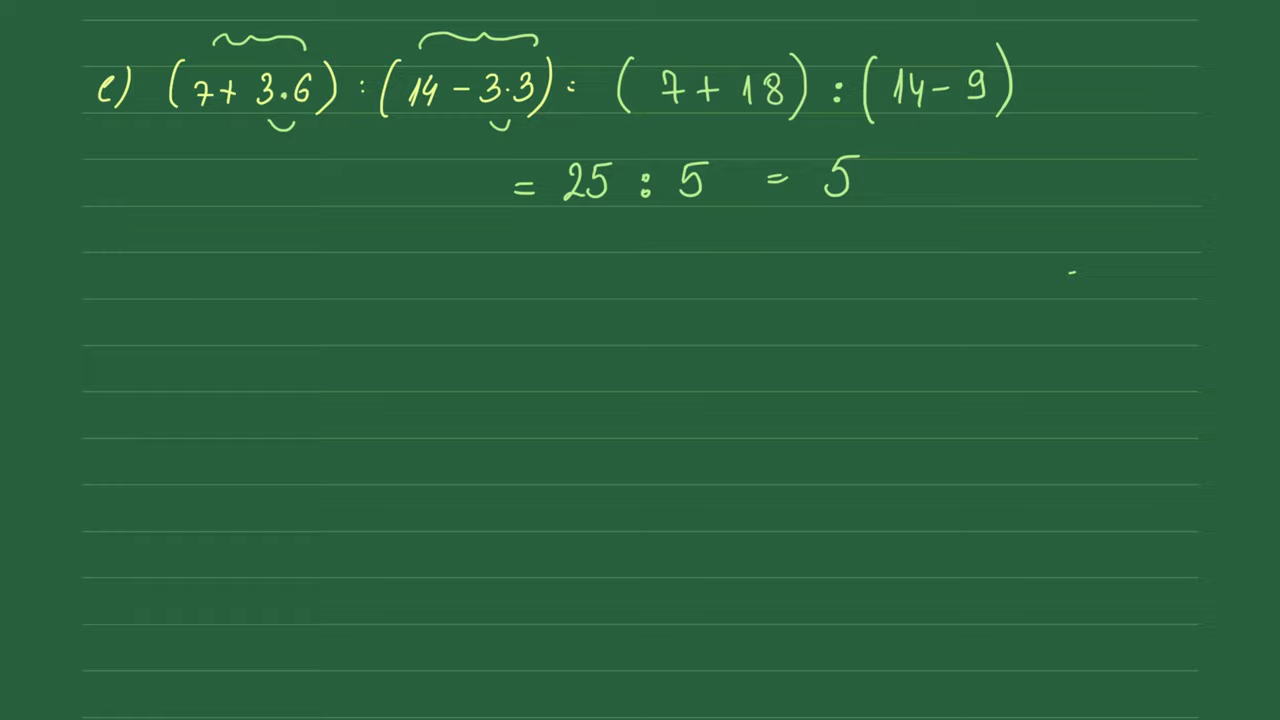 e) (7 + 3.6) : (14 - 3.3) = (7 + 18) : (14 - 9)
= 25 : 5 = 5